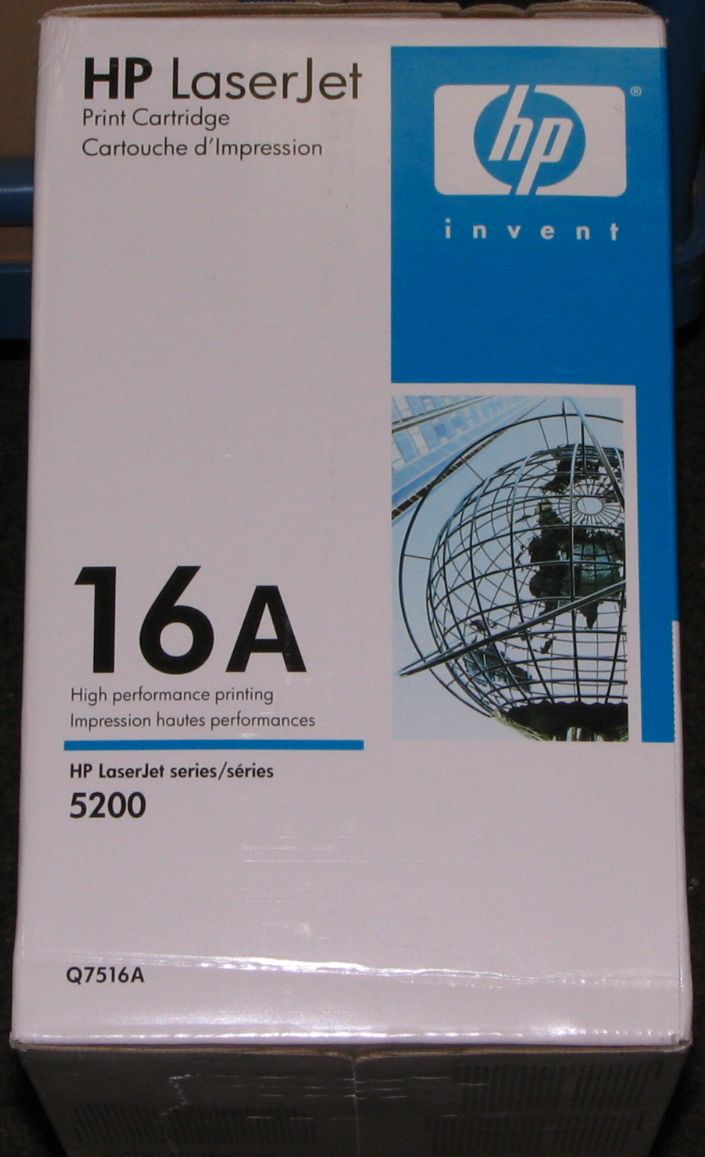 HP LaserJet
Print Cartridge
Cartouche d'Impression
hp
®
invent
16A
High performance printing
Impression hautes performances
HP LaserJet series/séries
5200
Q7516A